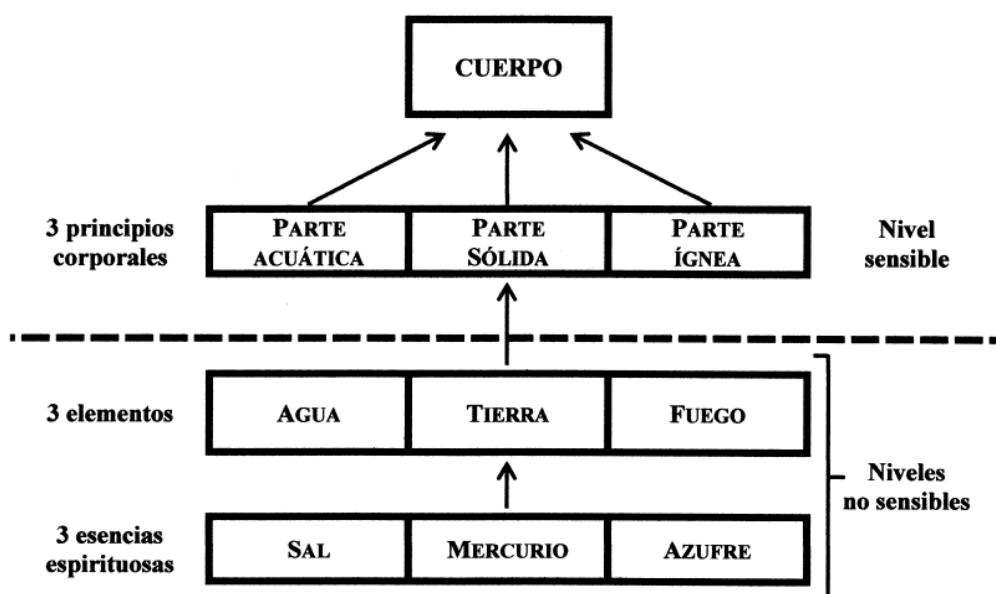 CUERPO
3 principios
corporales
PARTE
ACUÁTICA
PARTE
SÓLIDA
PARTE
ÍGNEA
Nivel
sensible
3 elementos
AGUA
TIERRA
FUEGO
Niveles
no sensibles
3 esencias
espirituosas
SAL
MERCURIO
AZUFRE